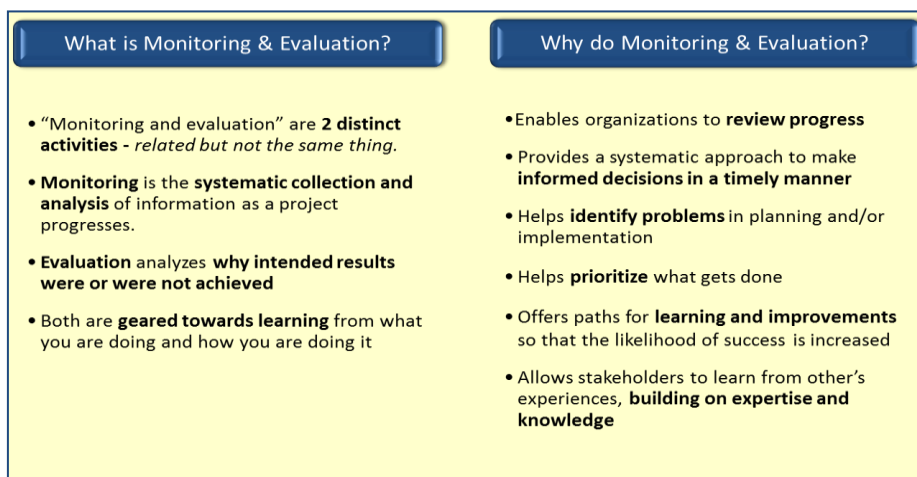 What is Monitoring & Evaluation?
• “Monitoring and evaluation” are 2 distinct
activities - related but not the same thing.
• Monitoring is the systematic collection and
analysis of information as a project
progresses.
• Evaluation analyzes why intended results
were or were not achieved
• Both are geared towards learning from what
you are doing and how you are doing it
Why do Monitoring & Evaluation?
•Enables organizations to review progress
• Provides a systematic approach to make
informed decisions in a timely manner
• Helps identify problems in planning and/or
implementation
• Helps prioritize what gets done
• Offers paths for learning and improvements
so that the likelihood of success is increased
• Allows stakeholders to learn from other’s
experiences, building on expertise and
knowledge